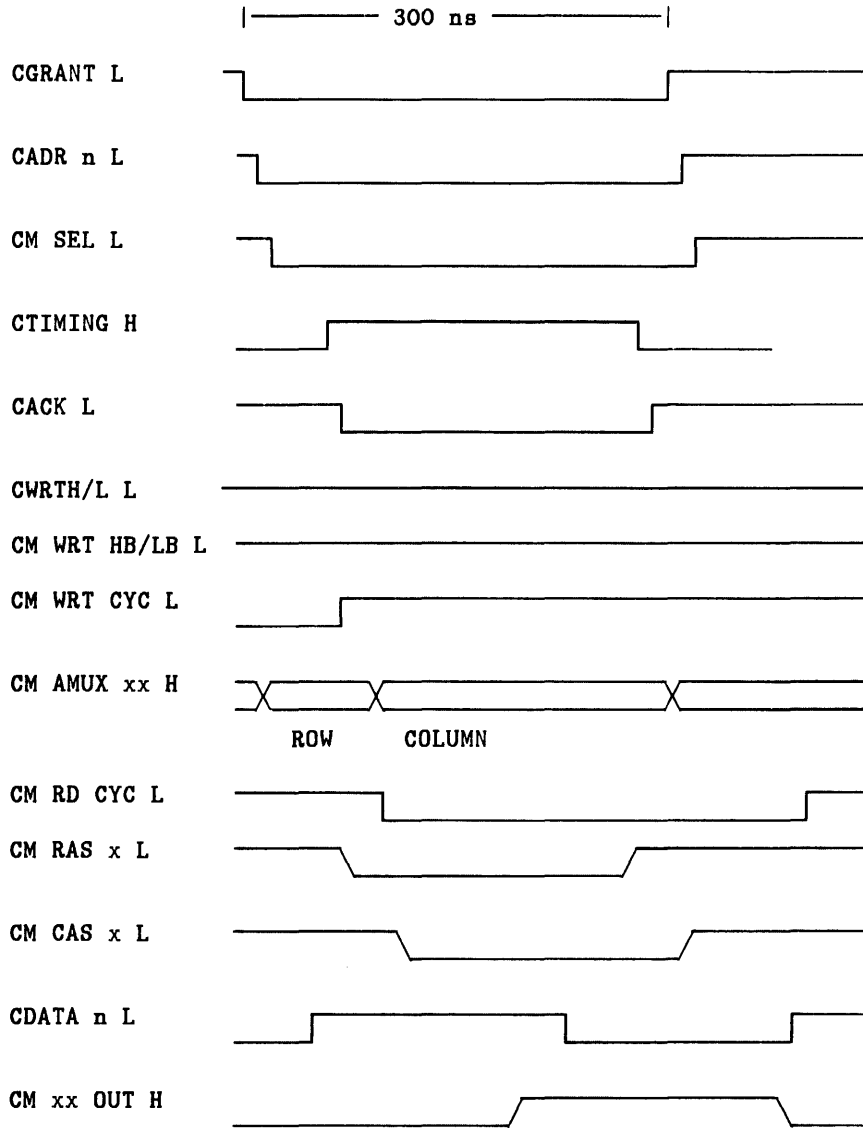 300 ns
CGRANT L
CADR n L
CM SEL L
CTIMING H
CACK L
CWRTH/L L
CM WRT HB/LB L
CM WRT CYC L
CM AMUX xx H
ROW COLUMN
CM RD CYC L
CM RAS x L
CM CAS x L
CDATA n L
CM xx OUT H